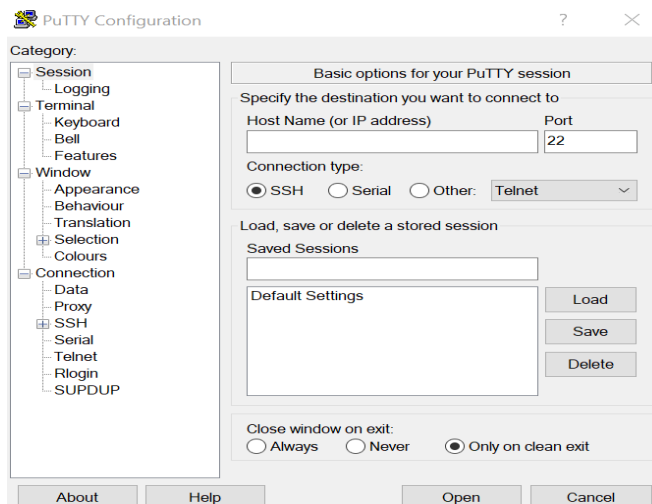 PuTTY Configuration
? 
Category:
Session
Logging
Terminal
Keyboard
Bell
Features
Window
Appearance
Behaviour
Translation
Selection
Colours
Connection
Data
Proxy
SSH
Serial
Telnet
Rlogin
SUPDUP
Basic options for your PuTTY session
Specify the destination you want to connect to
Host Name (or IP address) Port
22
Connection type:
SSH Serial Other: Telnet
Load, save or delete a stored session
Saved Sessions
Default Settings
Load
Save
Delete
Close window on exit:
Always Never Only on clean exit
About Help Open Cancel